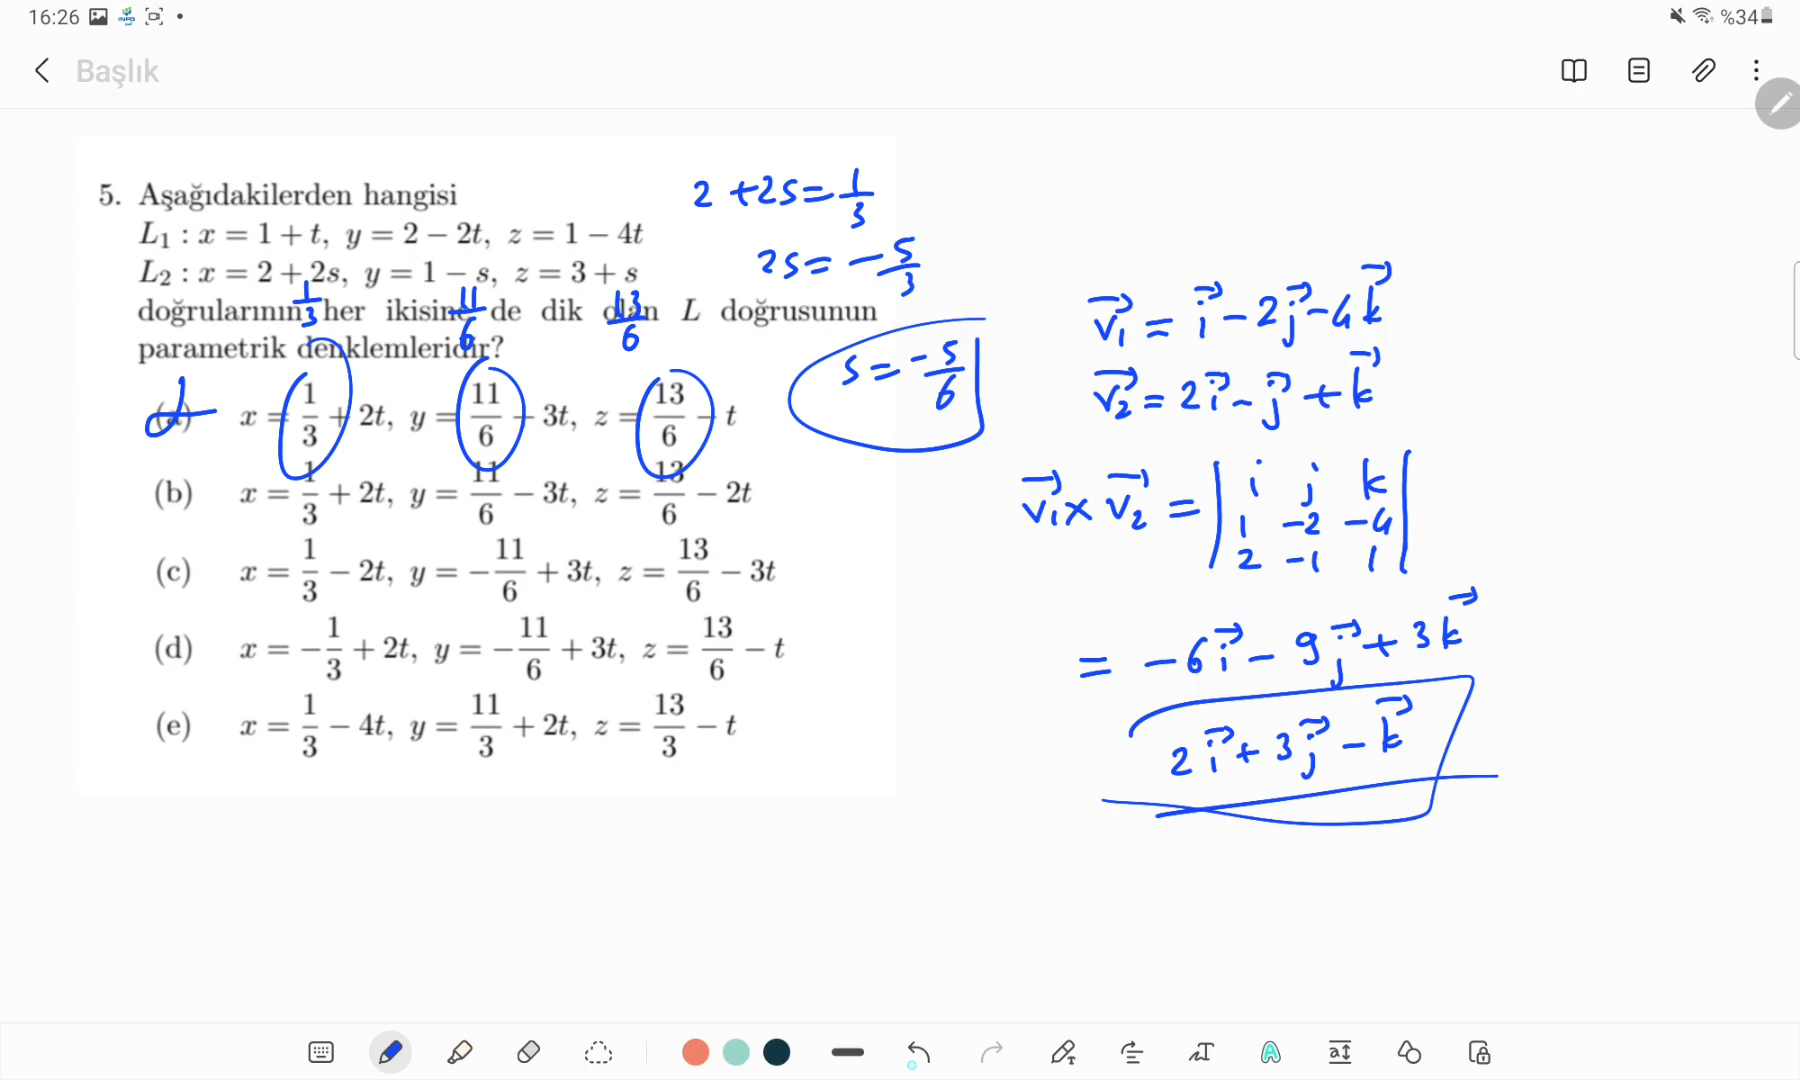 16:26 %34
Başlık
5. Aşağıdakilerden hangisi
L₁ : x = 1 + t, y = 2 − 2t, z = 1 − 4t
L₂ : x = 2 + 2s, y = 1 − s, z = 3 + s
doğrularının her ikisine de dik olan L doğrusunun
parametrik denklemleridir?
1/3 11/6 13/6
(a) x = 1/3 + 2t, y = 11/6 + 3t, z = 13/6 − t
(b) x = 1/3 + 2t, y = 11/6 − 3t, z = 13/6 − 2t
(c) x = 1/3 − 2t, y = −11/6 + 3t, z = 13/6 − 3t
(d) x = −1/3 + 2t, y = −11/6 + 3t, z = 13/6 − t
(e) x = 1/3 − 4t, y = 11/3 + 2t, z = 13/3 − t
2 + 2s = 1/3
2s = −5/3
s = −5/6
v₁ = i − 2j − 4k
v₂ = 2i − j + k
v₁ x v₂ = | i j k
1 −2 −4
2 −1 1 |
= −6i − 9j + 3k
2i + 3j − k